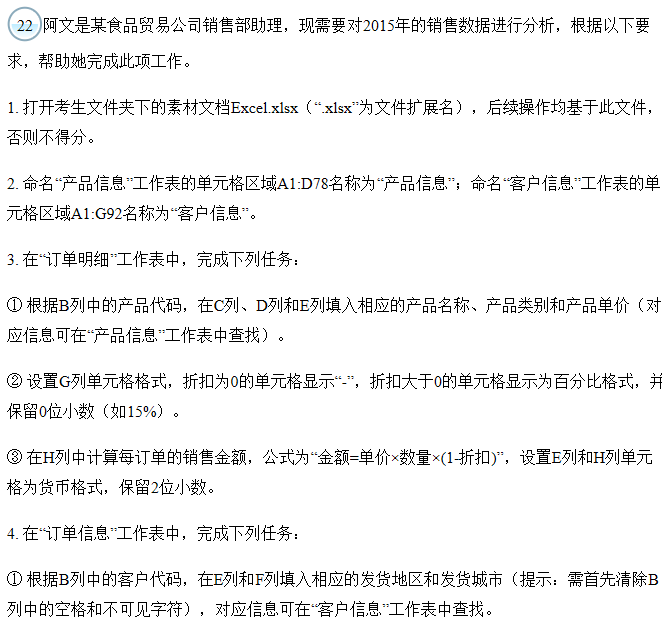 22 阿文是某食品贸易公司销售部助理，现需要对2015年的销售数据进行分析，根据以下要
求，帮助她完成此项工作。
1. 打开考生文件夹下的素材文档Excel.xlsx（“.xlsx”为文件扩展名），后续操作均基于此文件，
否则不得分。
2. 命名“产品信息”工作表的单元格区域A1:D78名称为“产品信息”；命名“客户信息”工作表的单
元格区域A1:G92名称为“客户信息”。
3. 在“订单明细”工作表中，完成下列任务：
① 根据B列中的产品代码，在C列、D列和E列填入相应的产品名称、产品类别和产品单价（对
应信息可在“产品信息”工作表中查找）。
② 设置G列单元格格式，折扣为0的单元格显示“-”，折扣大于0的单元格显示为百分比格式，并
保留0位小数（如15%）。
③ 在H列中计算每订单的销售金额，公式为“金额=单价×数量×(1-折扣)”，设置E列和H列单元
格为货币格式，保留2位小数。
4. 在“订单信息”工作表中，完成下列任务：
① 根据B列中的客户代码，在E列和F列填入相应的发货地区和发货城市（提示：需首先清除B
列中的空格和不可见字符），对应信息可在“客户信息”工作表中查找。